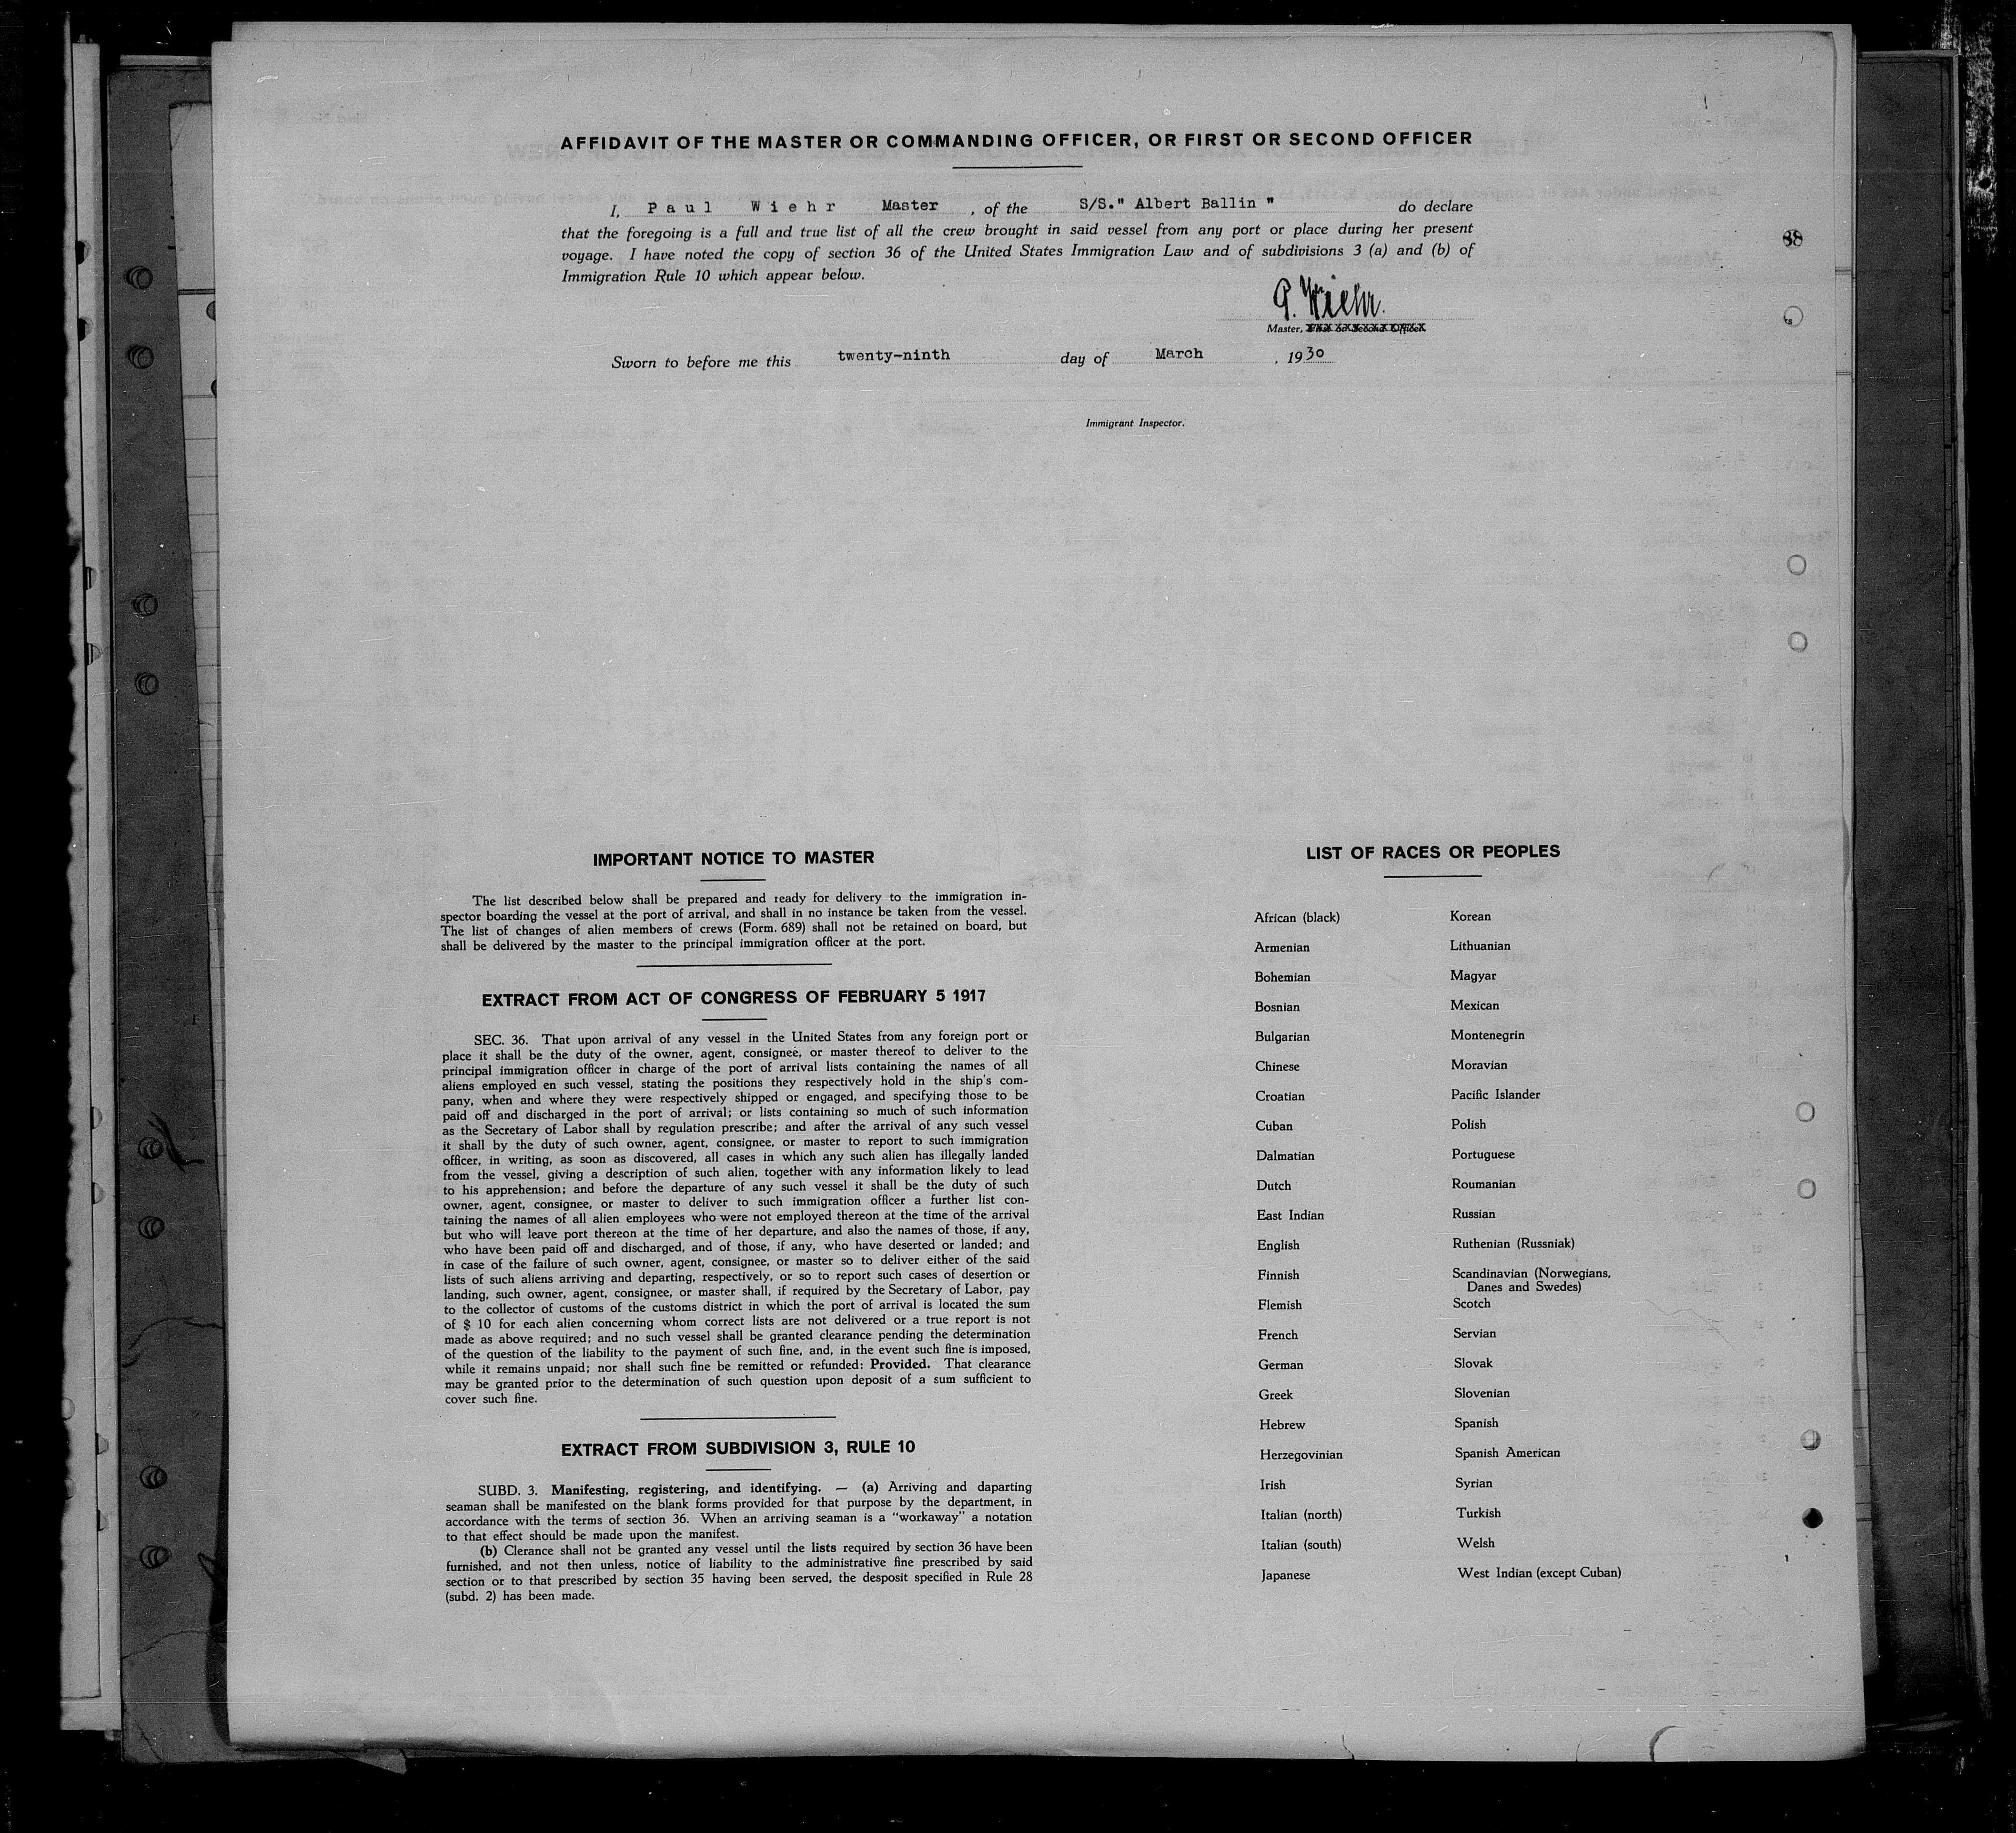 AFFIDAVIT OF THE MASTER OR COMMANDING OFFICER, OR FIRST OR SECOND OFFICER
I, Paul Wiehr Master , of the S/S." Albert Ballin " do declare
that the foregoing is a full and true list of all the crew brought in said vessel from any port or place during her present
voyage. I have noted the copy of section 36 of the United States Immigration Law and of subdivisions 3 (a) and (b) of
Immigration Rule 10 which appear below.
P. Wiehr.
Master, First or Second Officer
Sworn to before me this twenty-ninth day of March , 1930
Immigrant Inspector.
IMPORTANT NOTICE TO MASTER
The list described below shall be prepared and ready for delivery to the immigration in-
spector boarding the vessel at the port of arrival, and shall in no instance be taken from the vessel.
The list of changes of alien members of crews (Form. 689) shall not be retained on board, but
shall be delivered by the master to the principal immigration officer at the port.
EXTRACT FROM ACT OF CONGRESS OF FEBRUARY 5 1917
SEC. 36. That upon arrival of any vessel in the United States from any foreign port or
place it shall be the duty of the owner, agent, consignee, or master thereof to deliver to the
principal immigration officer in charge of the port of arrival lists containing the names of all
aliens employed en such vessel, stating the positions they respectively hold in the ship's com-
pany, when and where they were respectively shipped or engaged, and specifying those to be
paid off and discharged in the port of arrival; or lists containing so much of such information
as the Secretary of Labor shall by regulation prescribe; and after the arrival of any such vessel
it shall by the duty of such owner, agent, consignee, or master to report to such immigration
officer, in writing, as soon as discovered, all cases in which any such alien has illegally landed
from the vessel, giving a description of such alien, together with any information likely to lead
to his apprehension; and before the departure of any such vessel it shall be the duty of such
owner, agent, consignee, or master to deliver to such immigration officer a further list con-
taining the names of all alien employees who were not employed thereon at the time of the arrival
but who will leave port thereon at the time of her departure, and also the names of those, if any,
who have been paid off and discharged, and of those, if any, who have deserted or landed; and
in case of the failure of such owner, agent, consignee, or master so to deliver either of the said
lists of such aliens arriving and departing, respectively, or so to report such cases of desertion or
landing, such owner, agent, consignee, or master shall, if required by the Secretary of Labor, pay
to the collector of customs of the customs district in which the port of arrival is located the sum
of $ 10 for each alien concerning whom correct lists are not delivered or a true report is not
made as above required; and no such vessel shall be granted clearance pending the determination
of the question of the liability to the payment of such fine, and, in the event such fine is imposed,
while it remains unpaid; nor shall such fine be remitted or refunded: Provided. That clearance
may be granted prior to the determination of such question upon deposit of a sum sufficient to
cover such fine.
EXTRACT FROM SUBDIVISION 3, RULE 10
SUBD. 3. Manifesting, registering, and identifying. — (a) Arriving and daparting
seaman shall be manifested on the blank forms provided for that purpose by the department, in
accordance with the terms of section 36. When an arriving seaman is a "workaway" a notation
to that effect should be made upon the manifest.
(b) Clerance shall not be granted any vessel until the lists required by section 36 have been
furnished, and not then unless, notice of liability to the administrative fine prescribed by said
section or to that prescribed by section 35 having been served, the desposit specified in Rule 28
(subd. 2) has been made.
LIST OF RACES OR PEOPLES
African (black)
Armenian
Bohemian
Bosnian
Bulgarian
Chinese
Croatian
Cuban
Dalmatian
Dutch
East Indian
English
Finnish
Flemish
French
German
Greek
Hebrew
Herzegovinian
Irish
Italian (north)
Italian (south)
Japanese
Korean
Lithuanian
Magyar
Mexican
Montenegrin
Moravian
Pacific Islander
Polish
Portuguese
Roumanian
Russian
Ruthenian (Russniak)
Scandinavian (Norwegians,
Danes and Swedes)
Scotch
Servian
Slovak
Slovenian
Spanish
Spanish American
Syrian
Turkish
Welsh
West Indian (except Cuban)